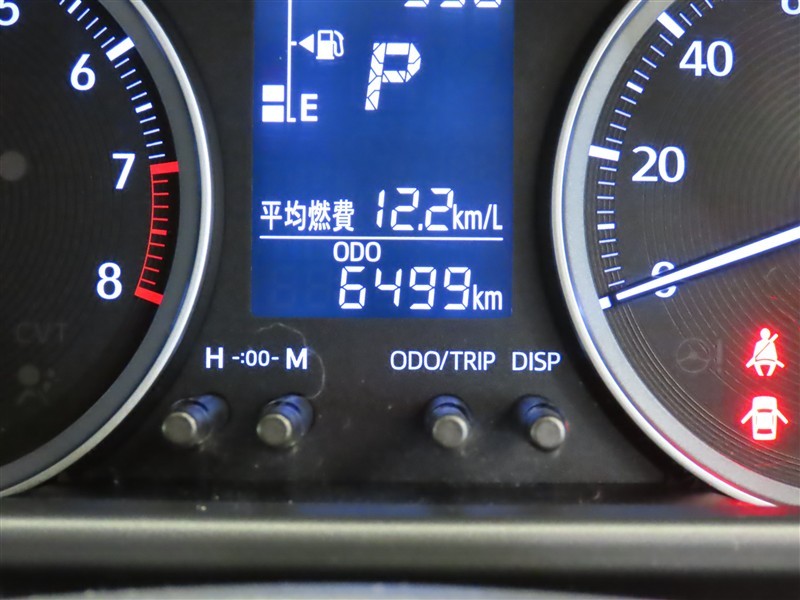 5
6
7
8
P
E
平均燃費 12.2km/L
ODO
6499km
40
20
0
H -:00- M
ODO/TRIP DISP
CVT